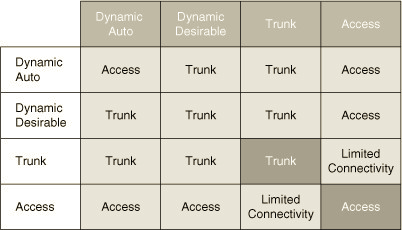 Dynamic Auto
Dynamic Desirable
Trunk
Access
Dynamic Auto
Access
Trunk
Trunk
Access
Dynamic Desirable
Trunk
Trunk
Trunk
Access
Trunk
Trunk
Trunk
Trunk
Limited Connectivity
Access
Access
Access
Limited Connectivity
Access